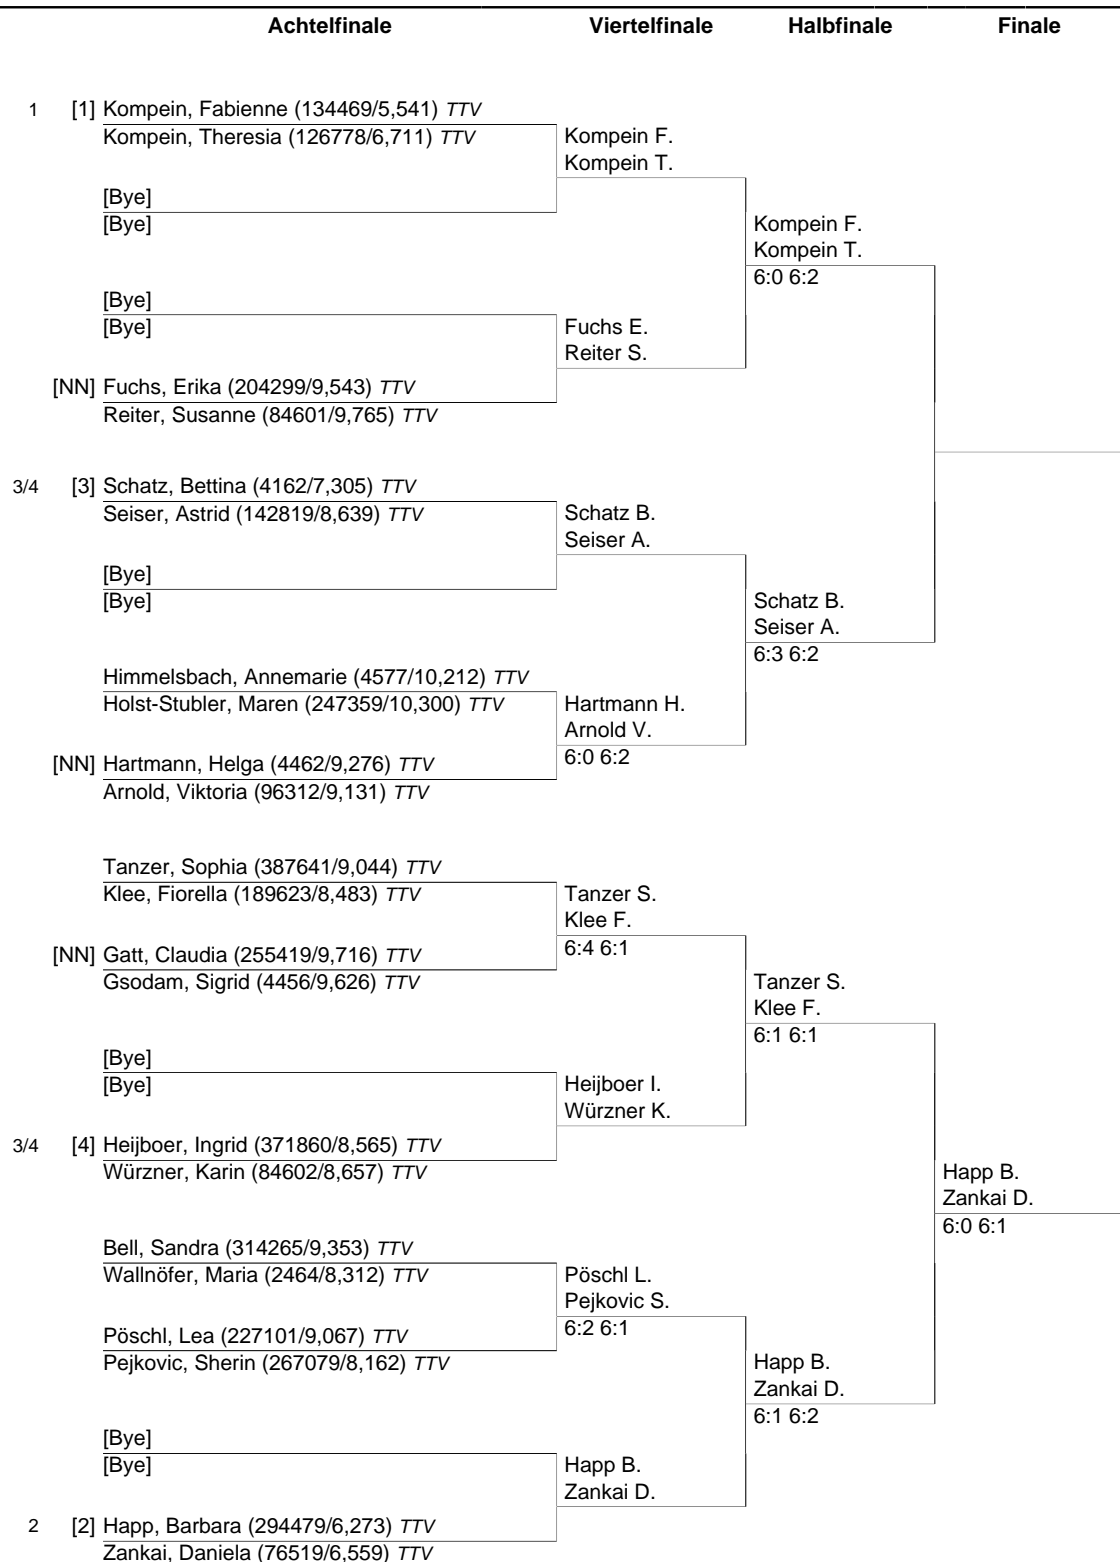 Achtelfinale Viertelfinale Halbfinale Finale
1 [1] Kompein, Fabienne (134469/5,541) TTV
Kompein, Theresia (126778/6,711) TTV
Kompein F.
Kompein T.
[Bye]
[Bye]
Kompein F.
Kompein T.
6:0 6:2
[Bye]
[Bye]
Fuchs E.
Reiter S.
[NN] Fuchs, Erika (204299/9,543) TTV
Reiter, Susanne (84601/9,765) TTV
3/4 [3] Schatz, Bettina (4162/7,305) TTV
Seiser, Astrid (142819/8,639) TTV
Schatz B.
Seiser A.
[Bye]
[Bye]
Schatz B.
Seiser A.
6:3 6:2
Himmelsbach, Annemarie (4577/10,212) TTV
Holst-Stubler, Maren (247359/10,300) TTV
Hartmann H.
Arnold V.
6:0 6:2
[NN] Hartmann, Helga (4462/9,276) TTV
Arnold, Viktoria (96312/9,131) TTV
Tanzer, Sophia (387641/9,044) TTV
Klee, Fiorella (189623/8,483) TTV
Tanzer S.
Klee F.
6:4 6:1
[NN] Gatt, Claudia (255419/9,716) TTV
Gsodam, Sigrid (4456/9,626) TTV
Tanzer S.
Klee F.
6:1 6:1
[Bye]
[Bye]
Heijboer I.
Würzner K.
3/4 [4] Heijboer, Ingrid (371860/8,565) TTV
Würzner, Karin (84602/8,657) TTV
Happ B.
Zankai D.
6:0 6:1
Bell, Sandra (314265/9,353) TTV
Wallnöfer, Maria (2464/8,312) TTV
Pöschl L.
Pejkovic S.
6:2 6:1
Pöschl, Lea (227101/9,067) TTV
Pejkovic, Sherin (267079/8,162) TTV
Happ B.
Zankai D.
6:1 6:2
[Bye]
[Bye]
Happ B.
Zankai D.
2 [2] Happ, Barbara (294479/6,273) TTV
Zankai, Daniela (76519/6,559) TTV